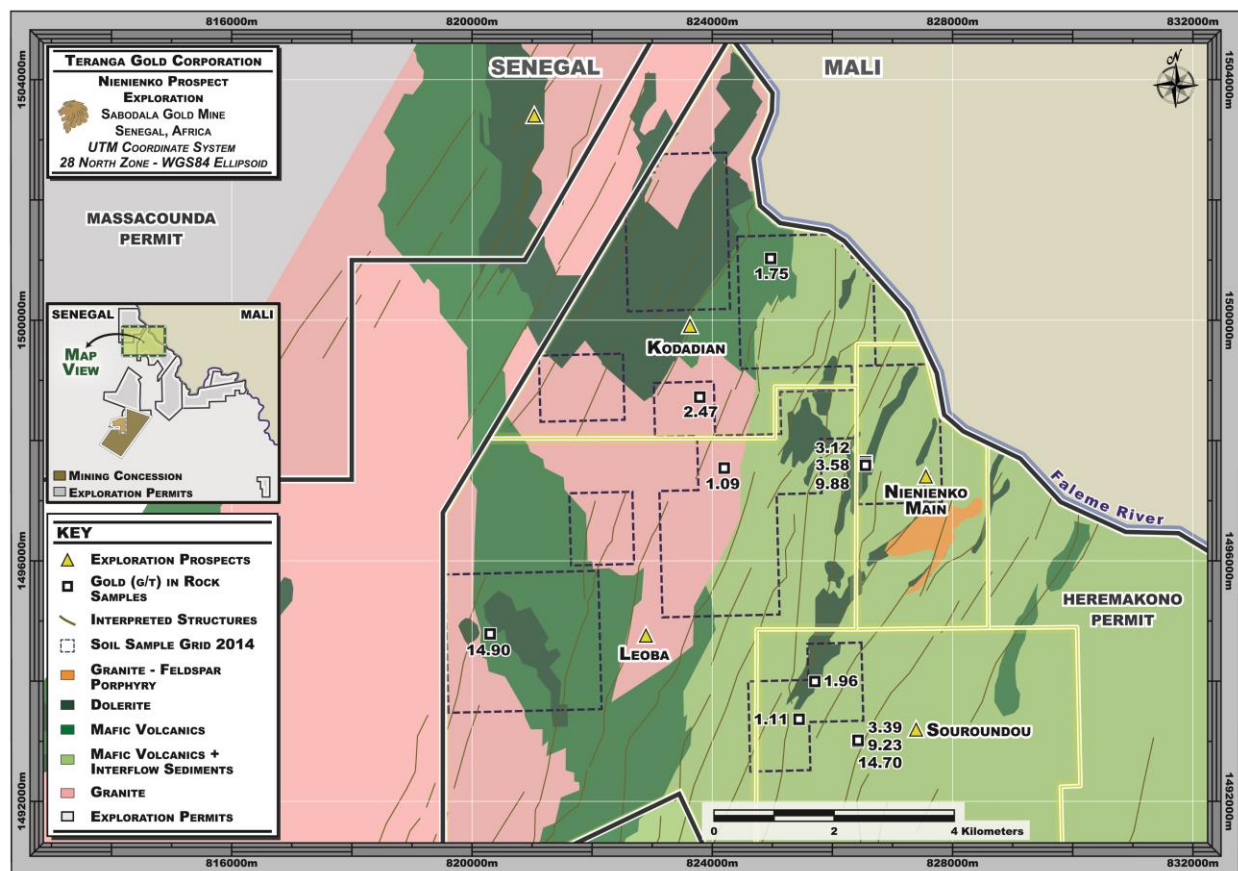 816000m
820000m
824000m
828000m
832000m
TERANGA GOLD CORPORATION
NIENIENKO PROSPECT
EXPLORATION
SABODALA GOLD MINE
SENEGAL, AFRICA
UTM COORDINATE SYSTEM
28 NORTH ZONE - WGS84 ELLIPSOID
SENEGAL
MALI
N
1504000m
1504000m
MASSACOUNDA
PERMIT
1.75
SENEGAL
MALI
MAP
VIEW
MINING CONCESSION
EXPLORATION PERMITS
1500000m
1500000m
KODADIAN
2.47
1.09
3.12
3.58
9.88
NIENIENKO
MAIN
Faleme River
KEY
EXPLORATION PROSPECTS
GOLD (G/T) IN ROCK
SAMPLES
INTERPRETED STRUCTURES
SOIL SAMPLE GRID 2014
GRANITE - FELDSPAR
PORPHYRY
DOLERITE
MAFIC VOLCANICS
MAFIC VOLCANICS +
INTERFLOW SEDIMENTS
GRANITE
EXPLORATION PERMITS
1496000m
1496000m
HEREMAKONO
PERMIT
14.90
LEOBA
1.96
1.11
3.39
9.23
14.70
SOUROUNDOU
1492000m
1492000m
0
2
4 Kilometers
816000m
820000m
824000m
828000m
832000m